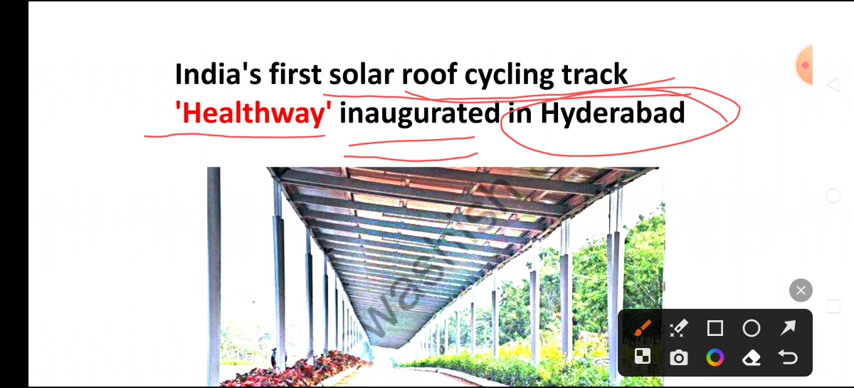 India's first solar roof cycling track
'Healthway' inaugurated in Hyderabad